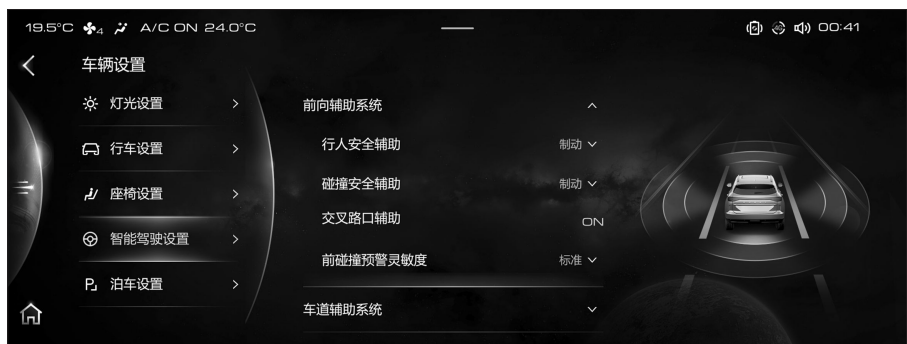 19.5°C 4 A/C ON 24.0°C 00:41
车辆设置
灯光设置
行车设置
座椅设置
智能驾驶设置
P 泊车设置
前向辅助系统
行人安全辅助 制动
碰撞安全辅助 制动
交叉路口辅助 ON
前碰撞预警灵敏度 标准
车道辅助系统